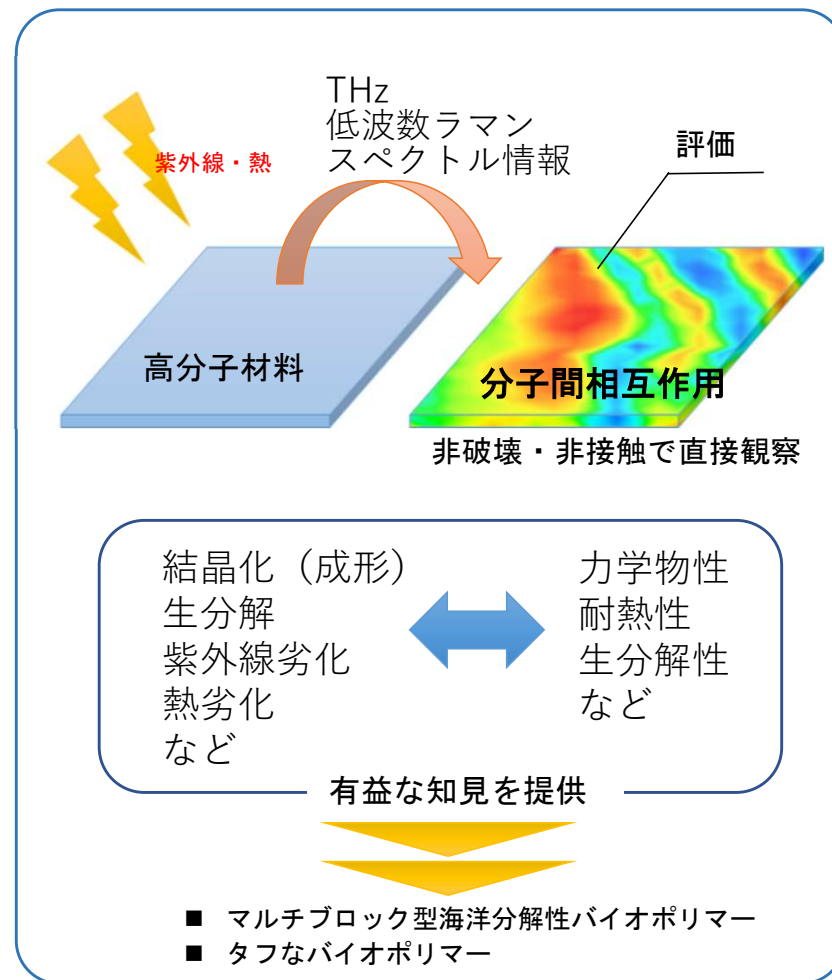 THz
低波数ラマン
スペクトル情報
紫外線・熱
評価
高分子材料
分子間相互作用
非破壊・非接触で直接観察
結晶化（成形）
生分解
紫外線劣化
熱劣化
など
力学物性
耐熱性
生分解性
など
有益な知見を提供
■ マルチブロック型海洋分解性バイオポリマー
■ タフなバイオポリマー